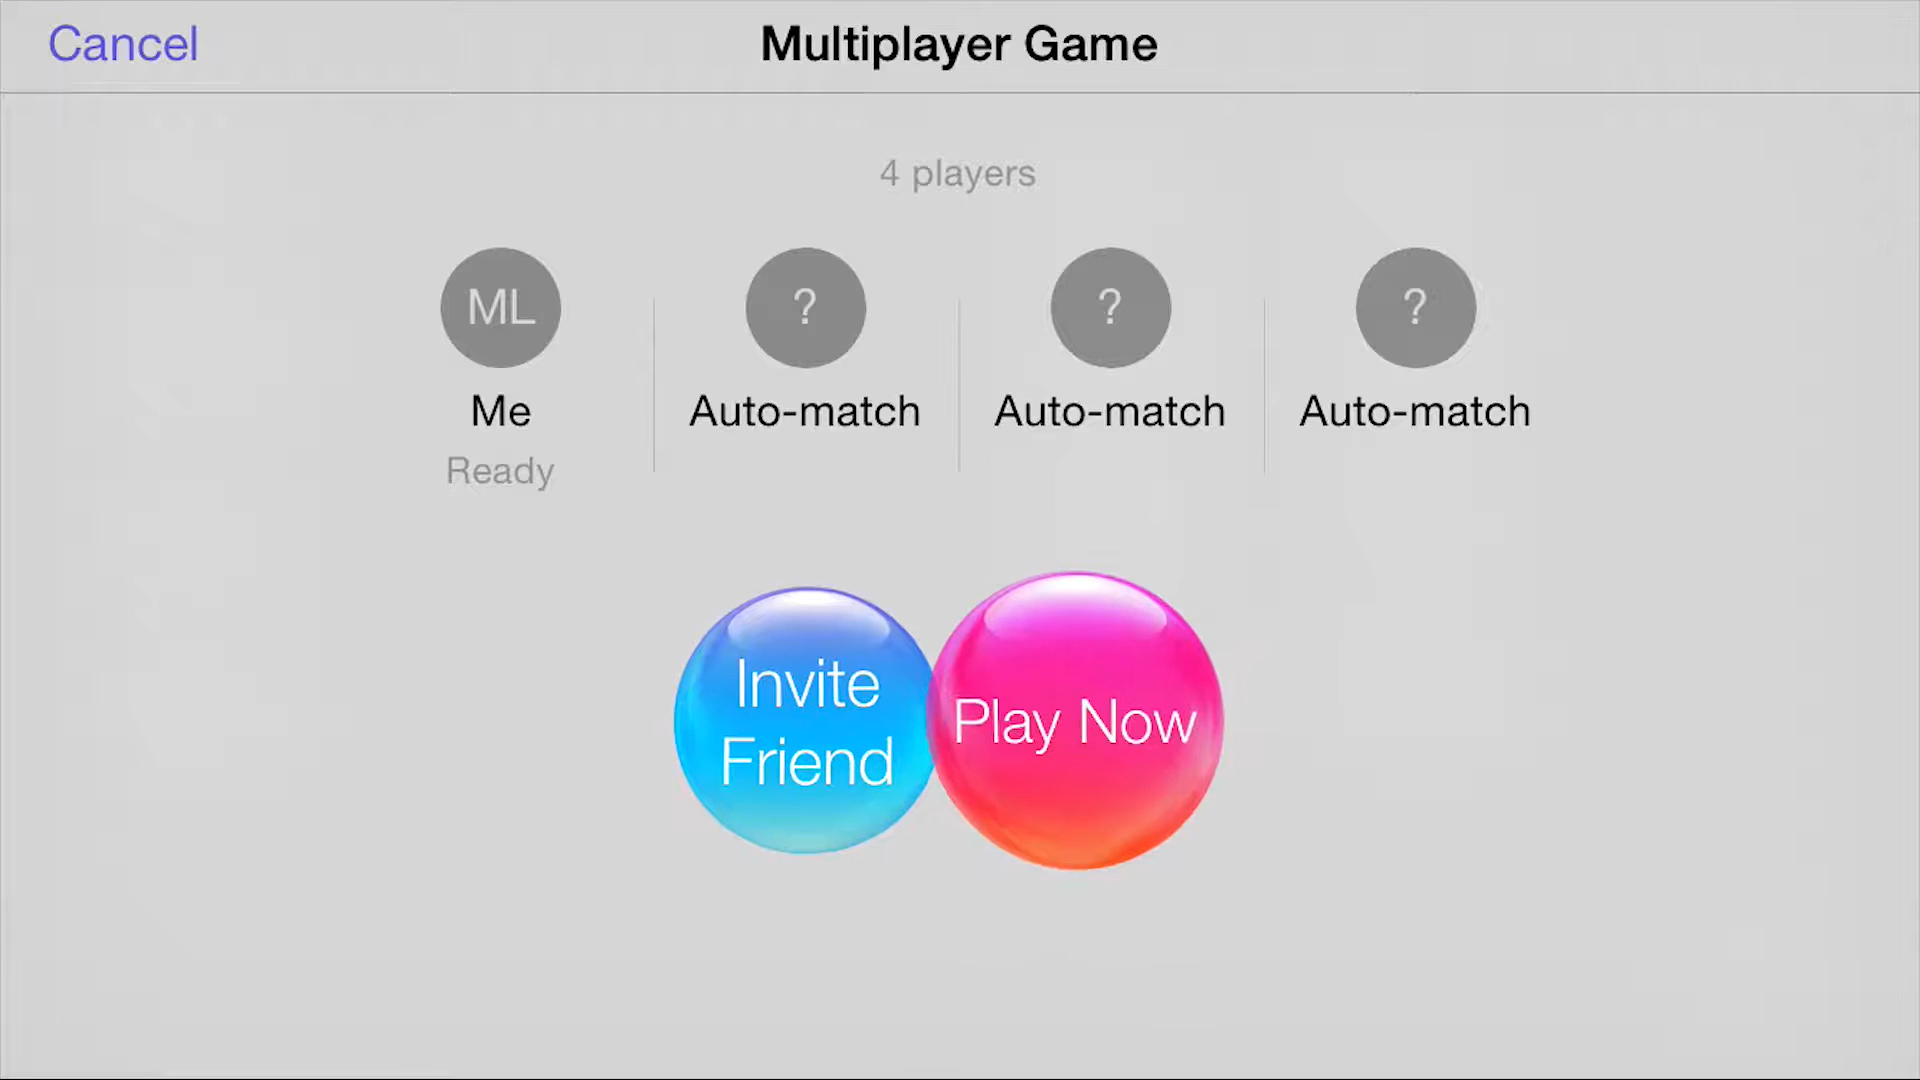 Cancel
Multiplayer Game
4 players
ML
?
?
?
Me
Auto-match
Auto-match
Auto-match
Ready
Invite
Friend
Play Now